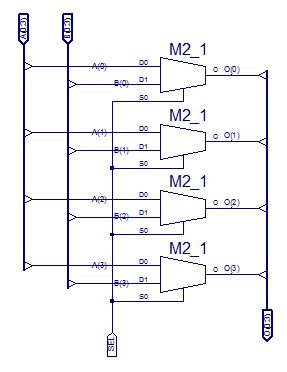 A(0:3)
B(0:3)
M2_1
A(0) D0
B(0) D1
S0
O O(0)
M2_1
A(1) D0
B(1) D1
S0
O O(1)
M2_1
A(2) D0
B(2) D1
S0
O O(2)
M2_1
A(3) D0
B(3) D1
S0
O O(3)
SEL
O(0:3)